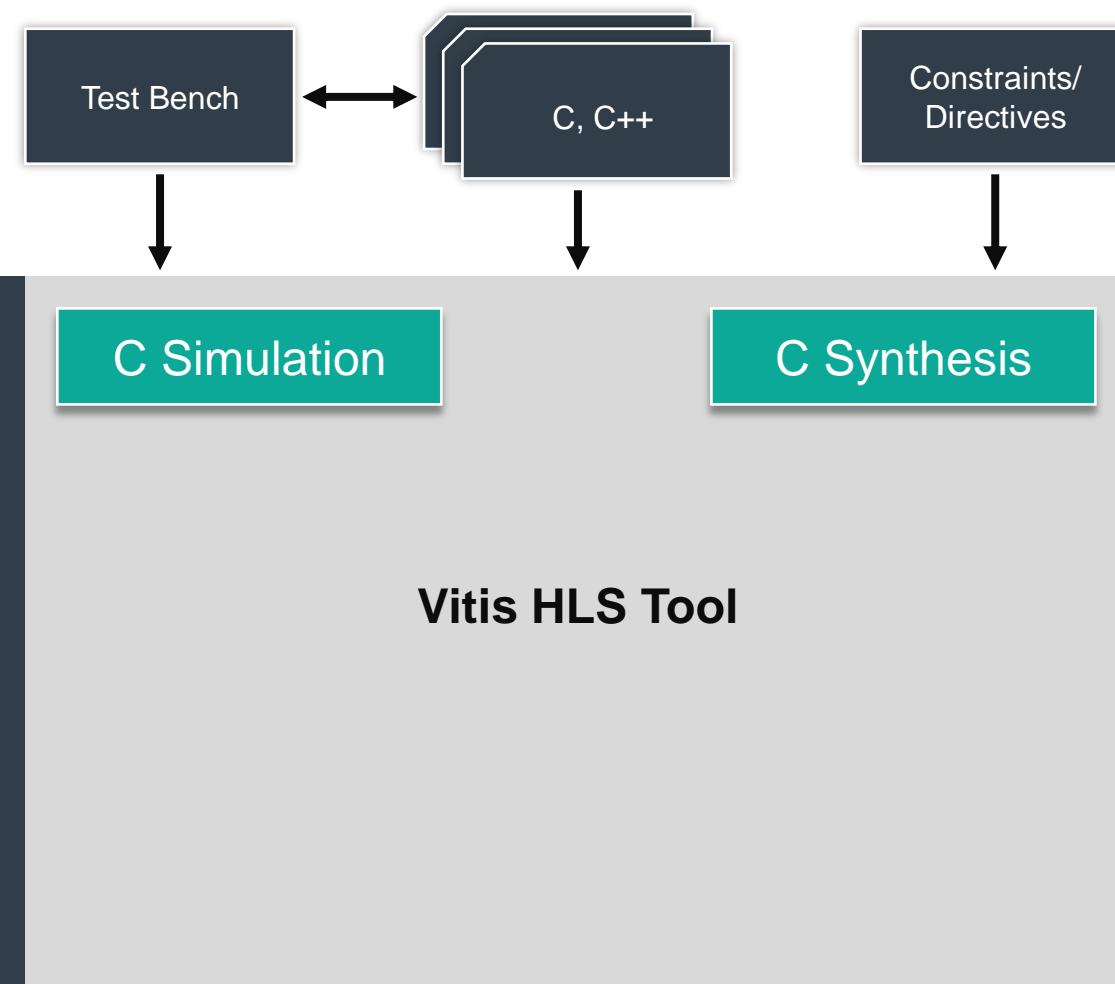 Test Bench
C, C++
Constraints/
Directives
C Simulation
C Synthesis
Vitis HLS Tool